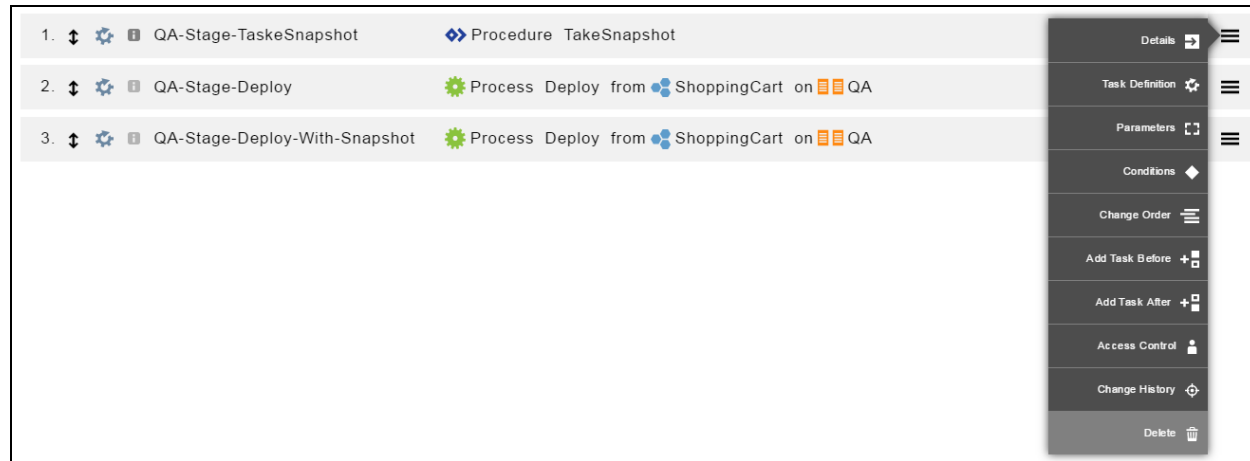 1. QA-Stage-TaskeSnapshot Procedure TakeSnapshot
2. QA-Stage-Deploy Process Deploy from ShoppingCart on QA
3. QA-Stage-Deploy-With-Snapshot Process Deploy from ShoppingCart on QA
Details
Task Definition
Parameters
Conditions
Change Order
Add Task Before
Add Task After
Access Control
Change History
Delete